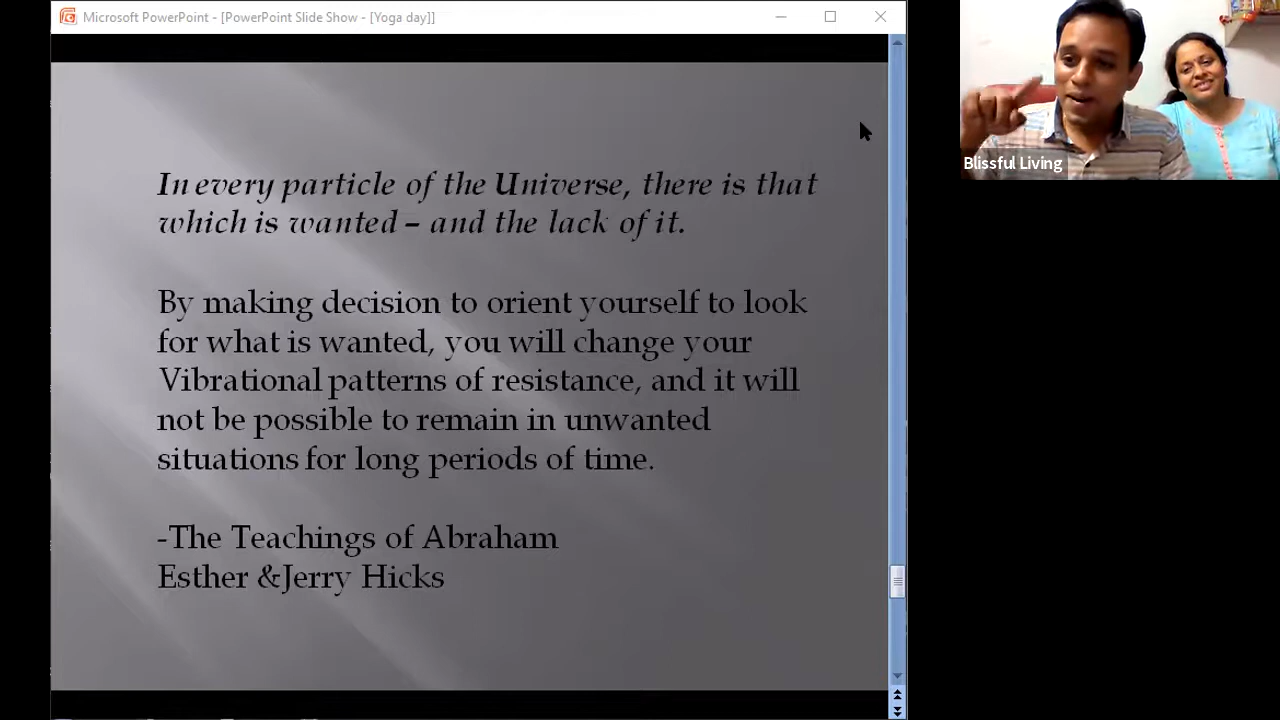 Microsoft PowerPoint - [PowerPoint Slide Show - [Yoga day]]
In every particle of the Universe, there is that
which is wanted – and the lack of it.
By making decision to orient yourself to look
for what is wanted, you will change your
Vibrational patterns of resistance, and it will
not be possible to remain in unwanted
situations for long periods of time.
-The Teachings of Abraham
Esther &Jerry Hicks
Blissful Living